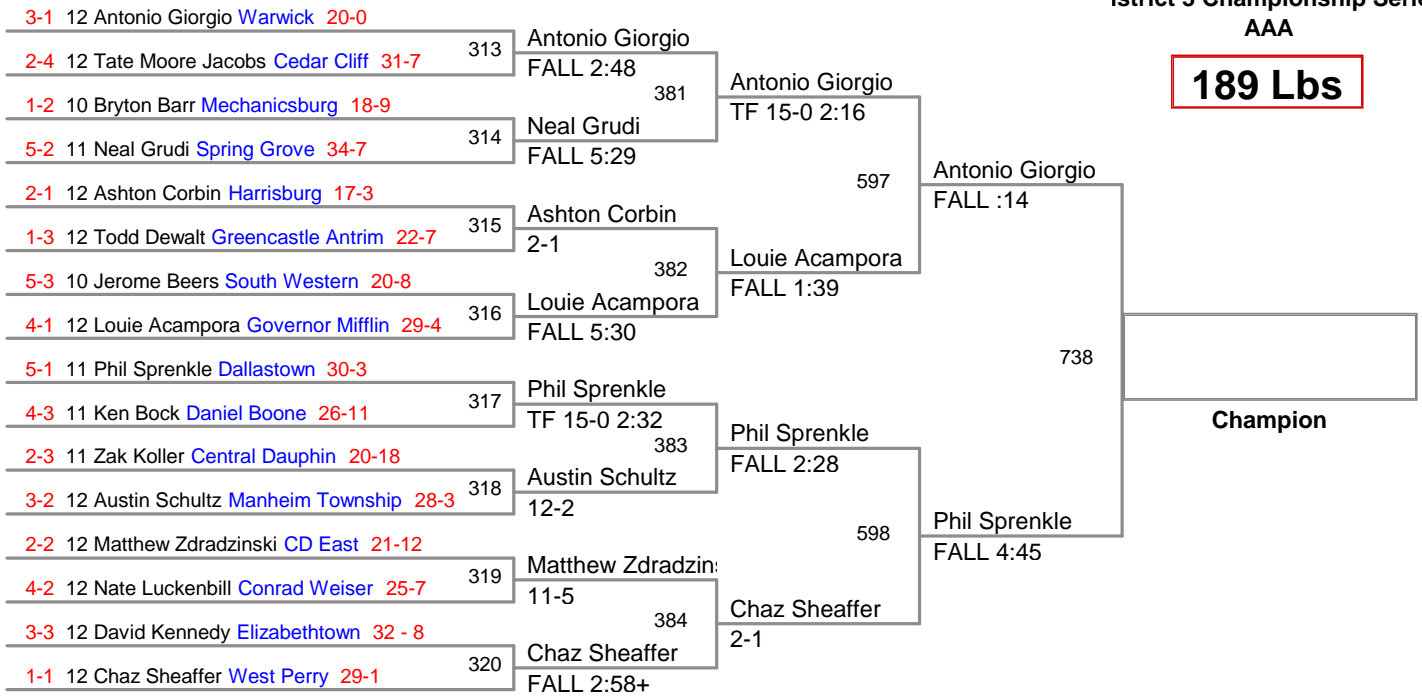 istrict 3 Championship Serie
AAA
189 Lbs
3-1 12 Antonio Giorgio Warwick 20-0
2-4 12 Tate Moore Jacobs Cedar Cliff 31-7
1-2 10 Bryton Barr Mechanicsburg 18-9
5-2 11 Neal Grudi Spring Grove 34-7
2-1 12 Ashton Corbin Harrisburg 17-3
1-3 12 Todd Dewalt Greencastle Antrim 22-7
5-3 10 Jerome Beers South Western 20-8
4-1 12 Louie Acampora Governor Mifflin 29-4
5-1 11 Phil Sprenkle Dallastown 30-3
4-3 11 Ken Bock Daniel Boone 26-11
2-3 11 Zak Koller Central Dauphin 20-18
3-2 12 Austin Schultz Manheim Township 28-3
2-2 12 Matthew Zdradzinski CD East 21-12
4-2 12 Nate Luckenbill Conrad Weiser 25-7
3-3 12 David Kennedy Elizabethtown 32 - 8
1-1 12 Chaz Sheaffer West Perry 29-1
313
314
315
316
317
318
319
320
Antonio Giorgio
FALL 2:48
Neal Grudi
FALL 5:29
Ashton Corbin
2-1
Louie Acampora
FALL 5:30
Phil Sprenkle
TF 15-0 2:32
Austin Schultz
12-2
Matthew Zdradzins
11-5
Chaz Sheaffer
FALL 2:58+
381
382
383
384
Antonio Giorgio
TF 15-0 2:16
Louie Acampora
FALL 1:39
Phil Sprenkle
FALL 2:28
Chaz Sheaffer
2-1
597
598
Antonio Giorgio
FALL :14
Phil Sprenkle
FALL 4:45
738
Champion